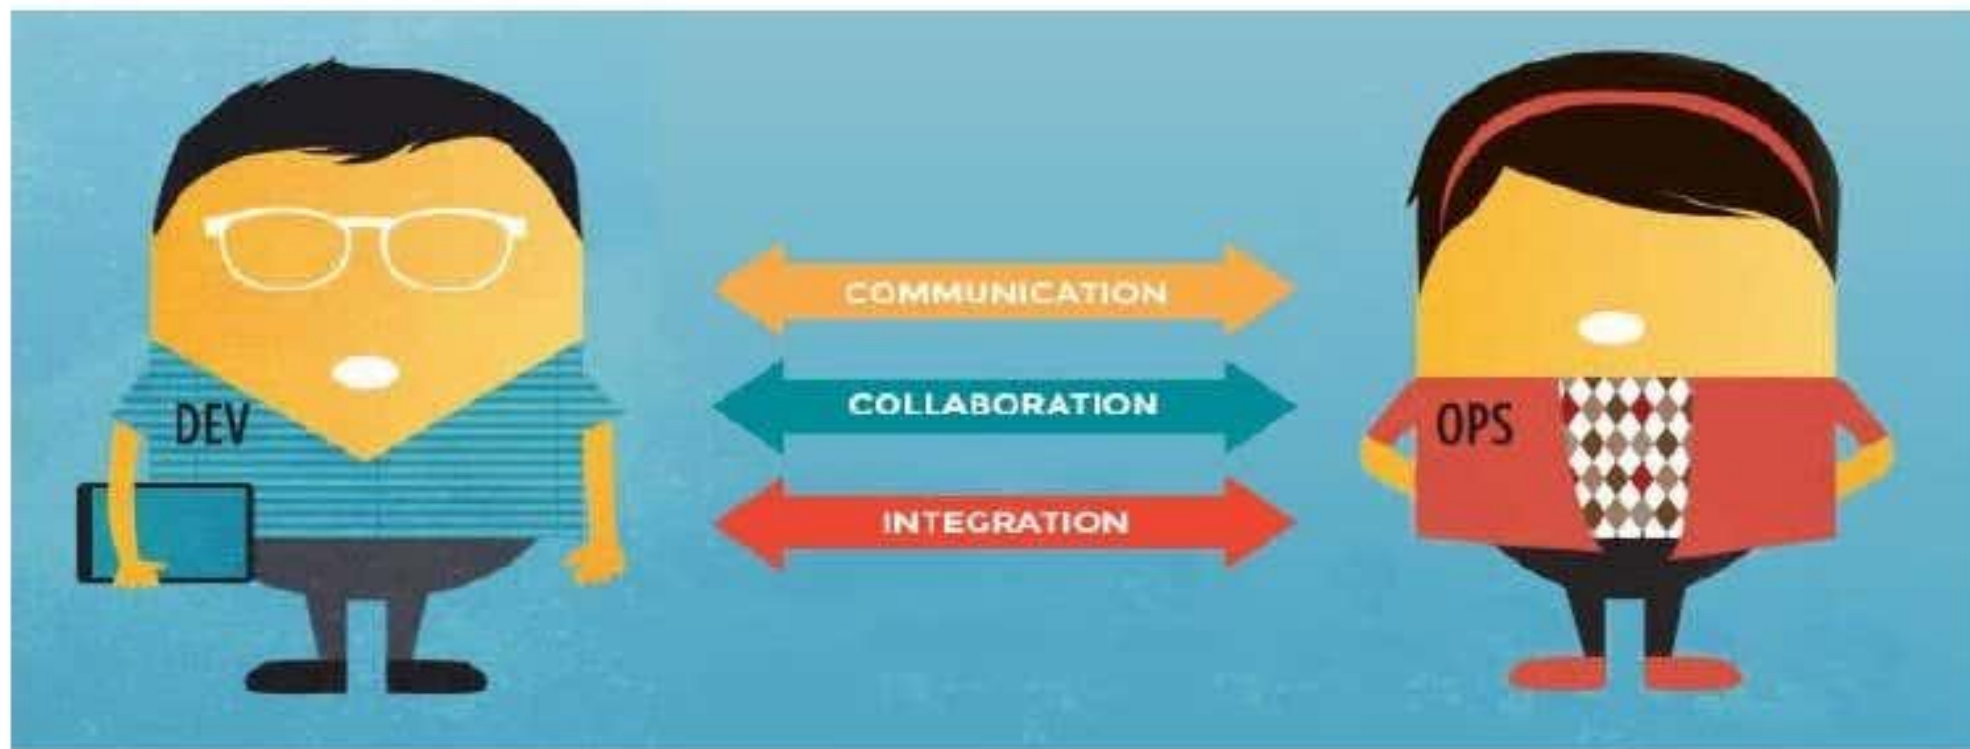 DEV
COMMUNICATION
COLLABORATION
INTEGRATION
OPS